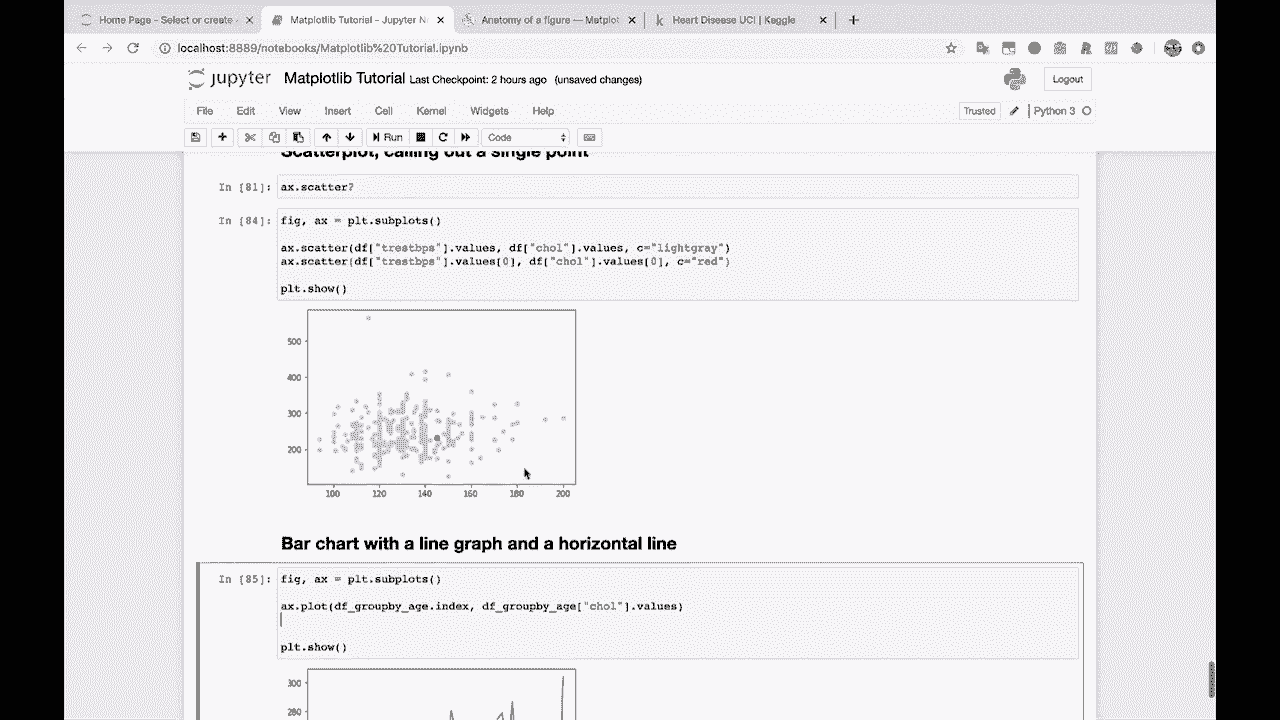 Home Page - Select or create
Matplotlib Tutorial - Jupyter N
Anatomy of a figure — Matplot
Heart Disease UCI | Kaggle
localhost:8889/notebooks/Matplotlib%20Tutorial.ipynb
jupyter Matplotlib Tutorial Last Checkpoint: 2 hours ago (unsaved changes)
Logout
File Edit View Insert Cell Kernel Widgets Help
Trusted
Python 3
Run
Code
Scatterplot, calling out a single point
In [81]: ax.scatter?
In [84]: fig, ax = plt.subplots()
ax.scatter(df["trestbps"].values, df["chol"].values, c="lightgray")
ax.scatter(df["trestbps"].values[0], df["chol"].values[0], c="red")
plt.show()
500
400
300
200
100 120 140 160 180 200
Bar chart with a line graph and a horizontal line
In [85]: fig, ax = plt.subplots()
ax.plot(df_groupby_age.index, df_groupby_age["chol"].values)
plt.show()
300
280